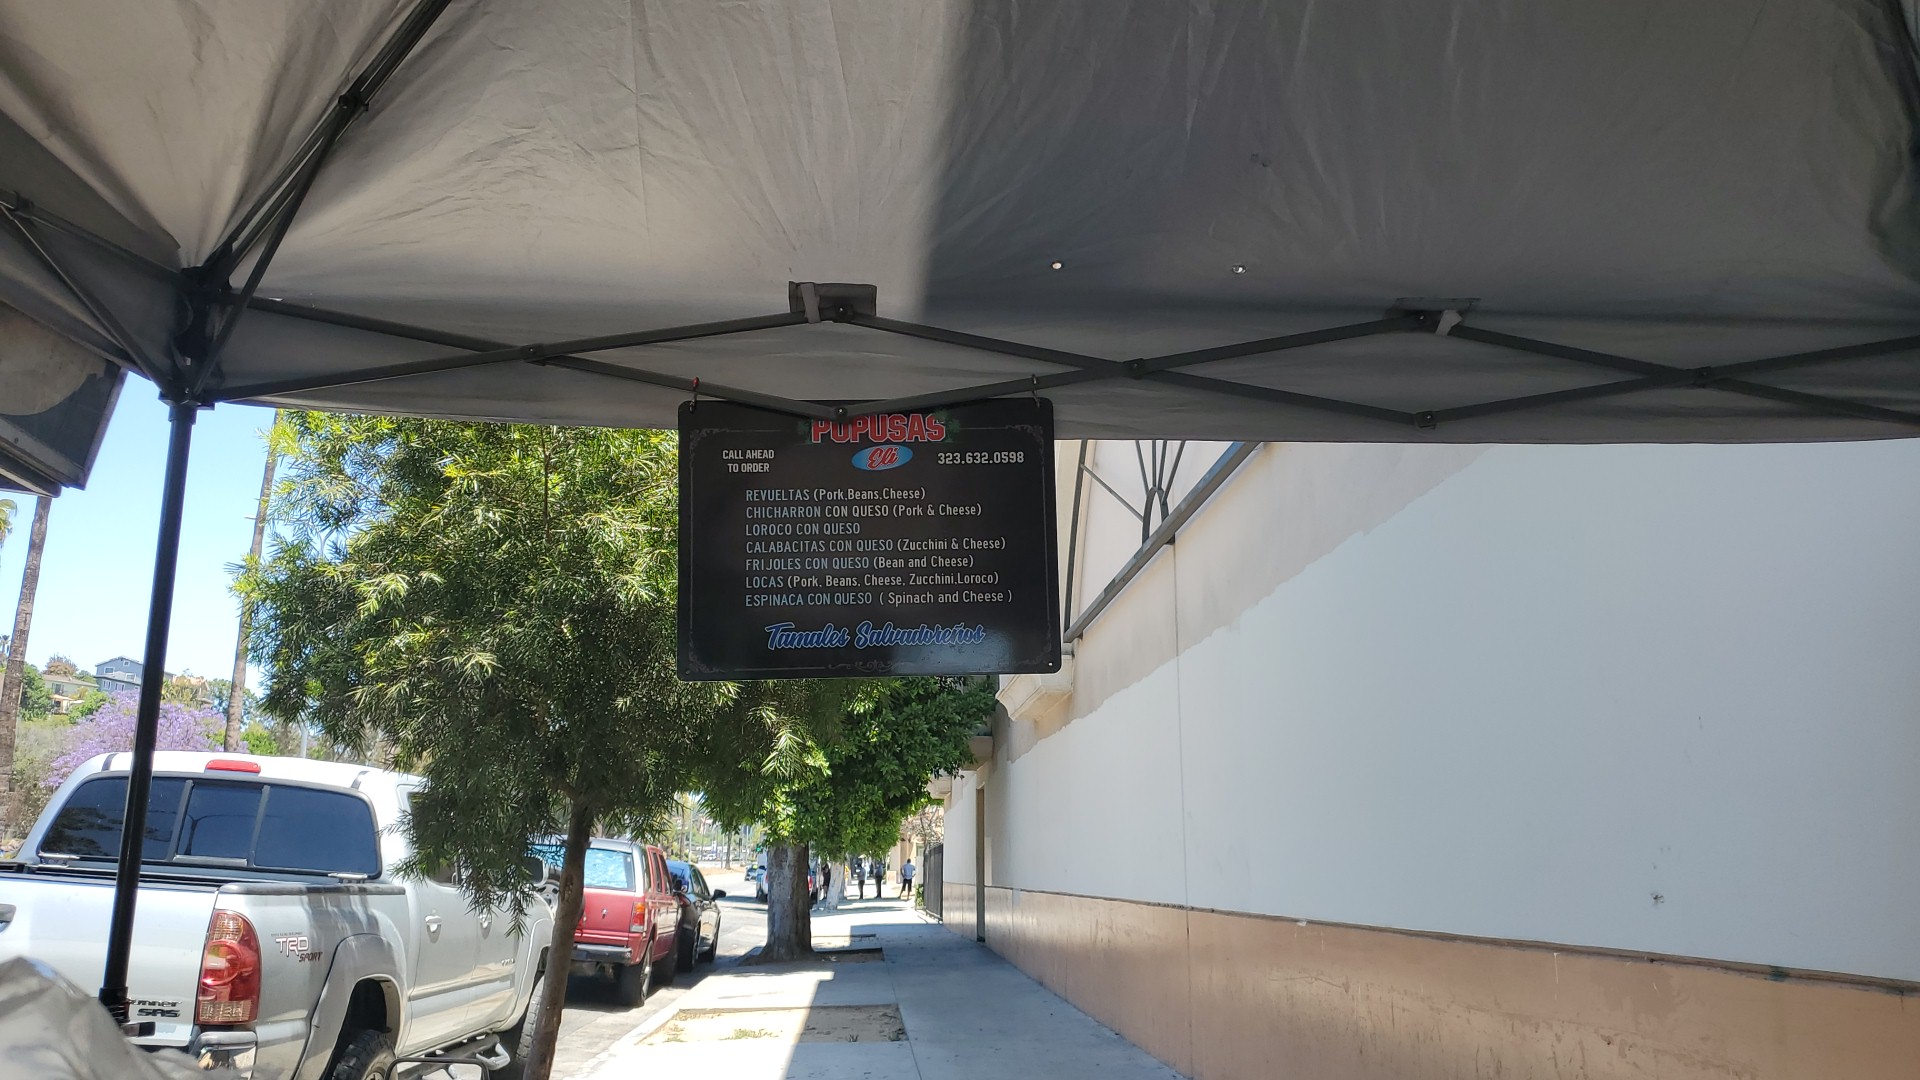 PUPUSAS
Eli
CALL AHEAD
TO ORDER
323.632.0598
REVUELTAS (Pork,Beans,Cheese)
CHICHARRON CON QUESO (Pork & Cheese)
LOROCO CON QUESO
CALABACITAS CON QUESO (Zucchini & Cheese)
FRIJOLES CON QUESO (Bean and Cheese)
LOCAS (Pork, Beans, Cheese, Zucchini,Loroco)
ESPINACA CON QUESO ( Spinach and Cheese )
Tamales Salvadoreños
TRD
SPORT
SR5